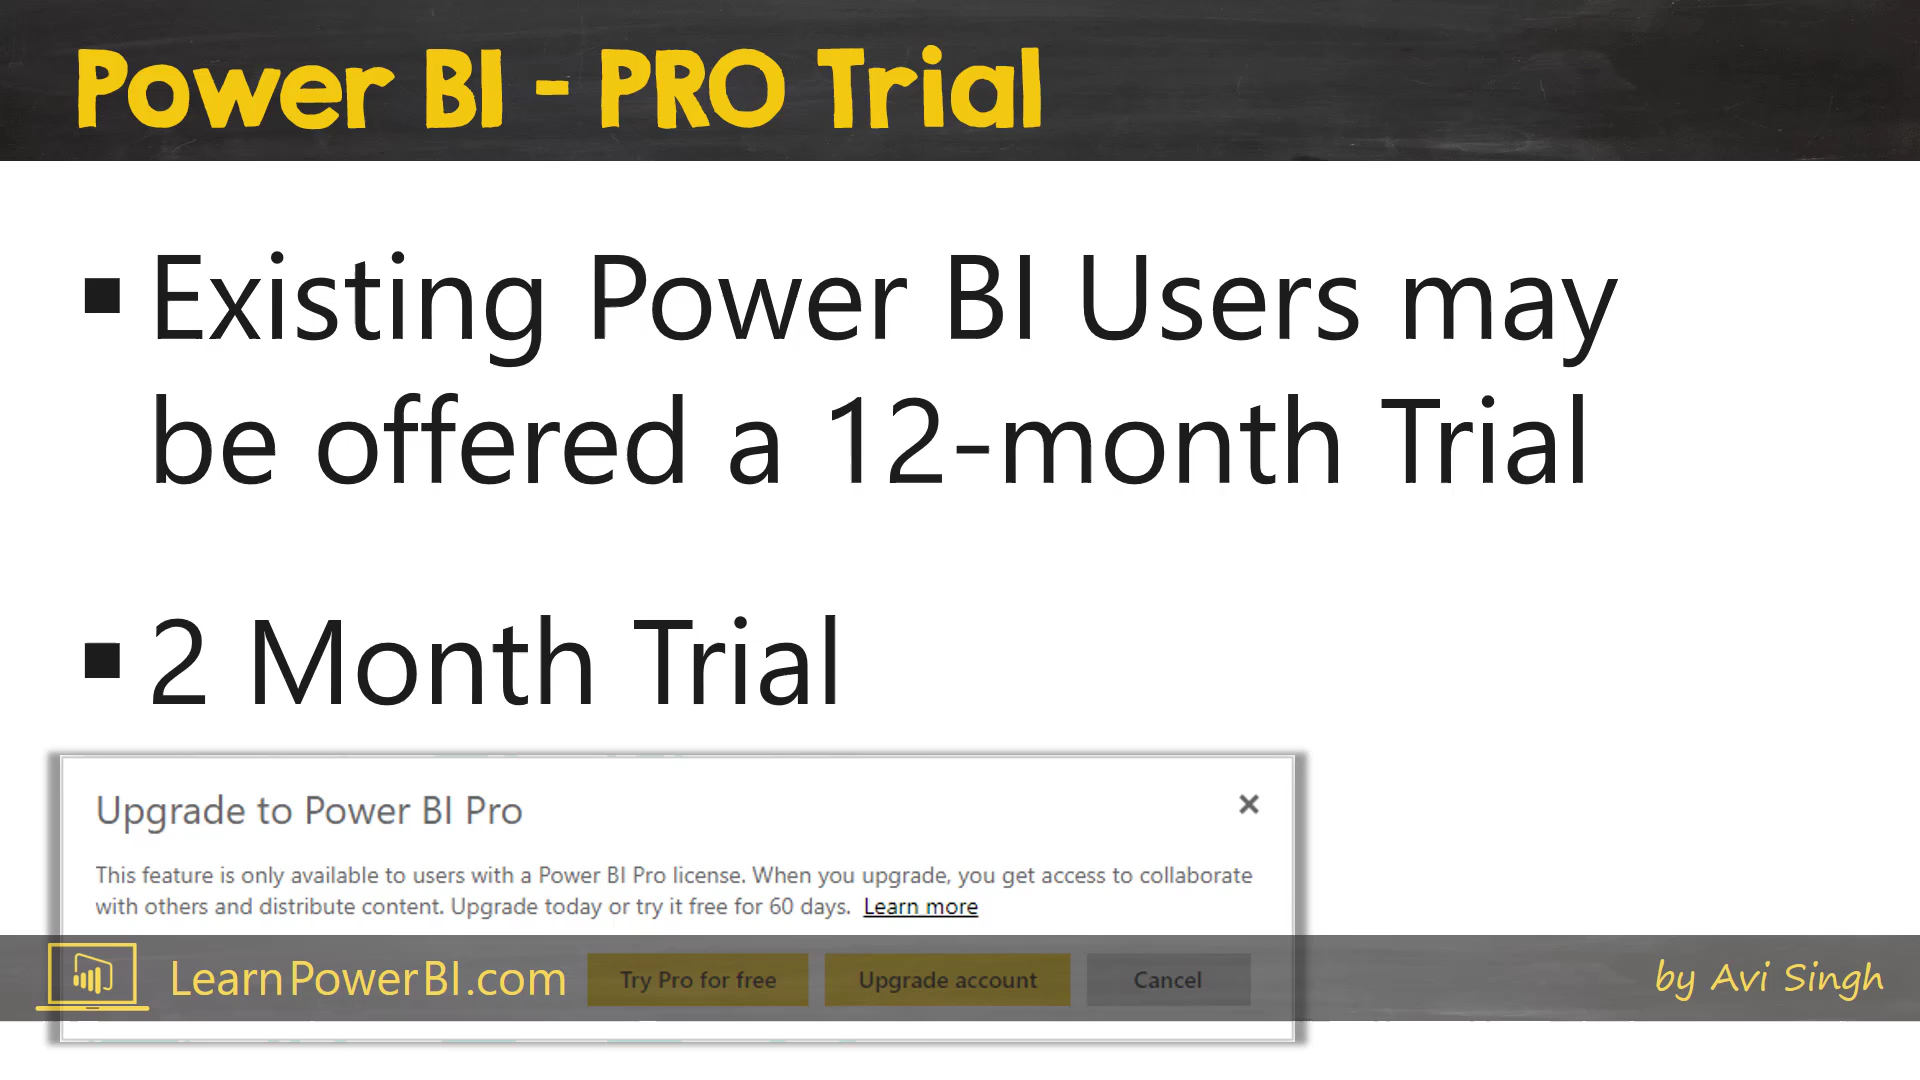 Power BI - PRO Trial
▪ Existing Power BI Users may
be offered a 12-month Trial
▪ 2 Month Trial
Upgrade to Power BI Pro
This feature is only available to users with a Power BI Pro license. When you upgrade, you get access to collaborate
with others and distribute content. Upgrade today or try it free for 60 days. Learn more
LearnPowerBI.com
Try Pro for free Upgrade account Cancel
by Avi Singh